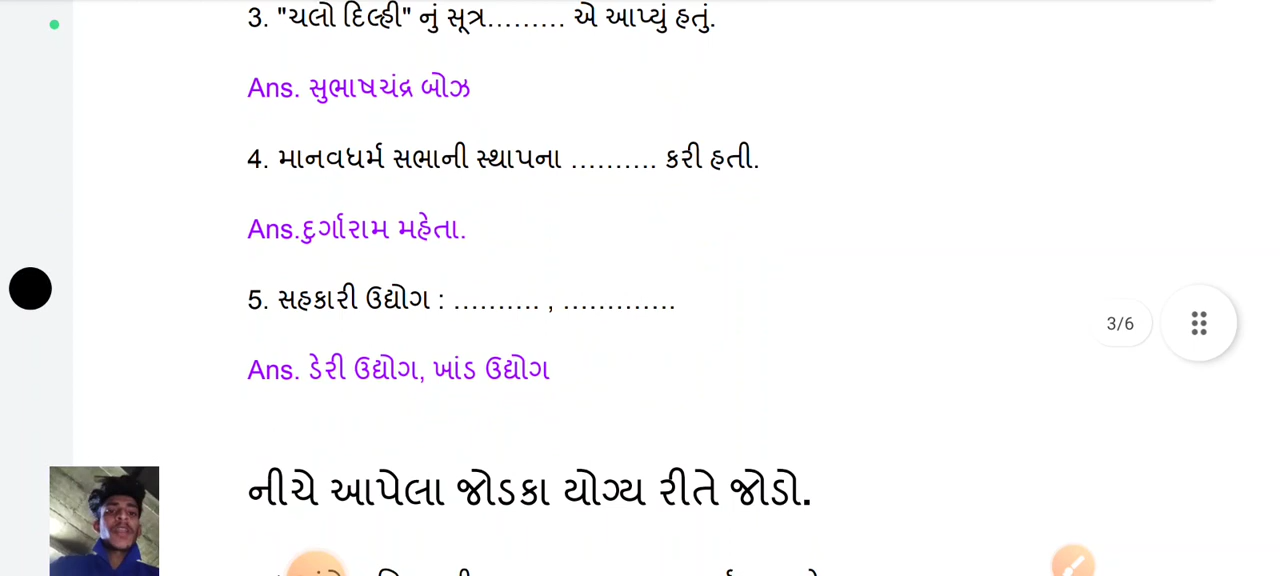 3. "ચલો દિલ્હી" નું સૂત્ર......... એ આપ્યું હતું.
Ans. સુભાષચંદ્ર બોઝ
4. માનવધર્મ સભાની સ્થાપના .......... કરી હતી.
Ans.દુર્ગારામ મહેતા.
5. સહકારી ઉદ્યોગ : .......... , .............
3/6
Ans. ડેરી ઉદ્યોગ, ખાંડ ઉદ્યોગ
નીચે આપેલા જોડકા યોગ્ય રીતે જોડો.